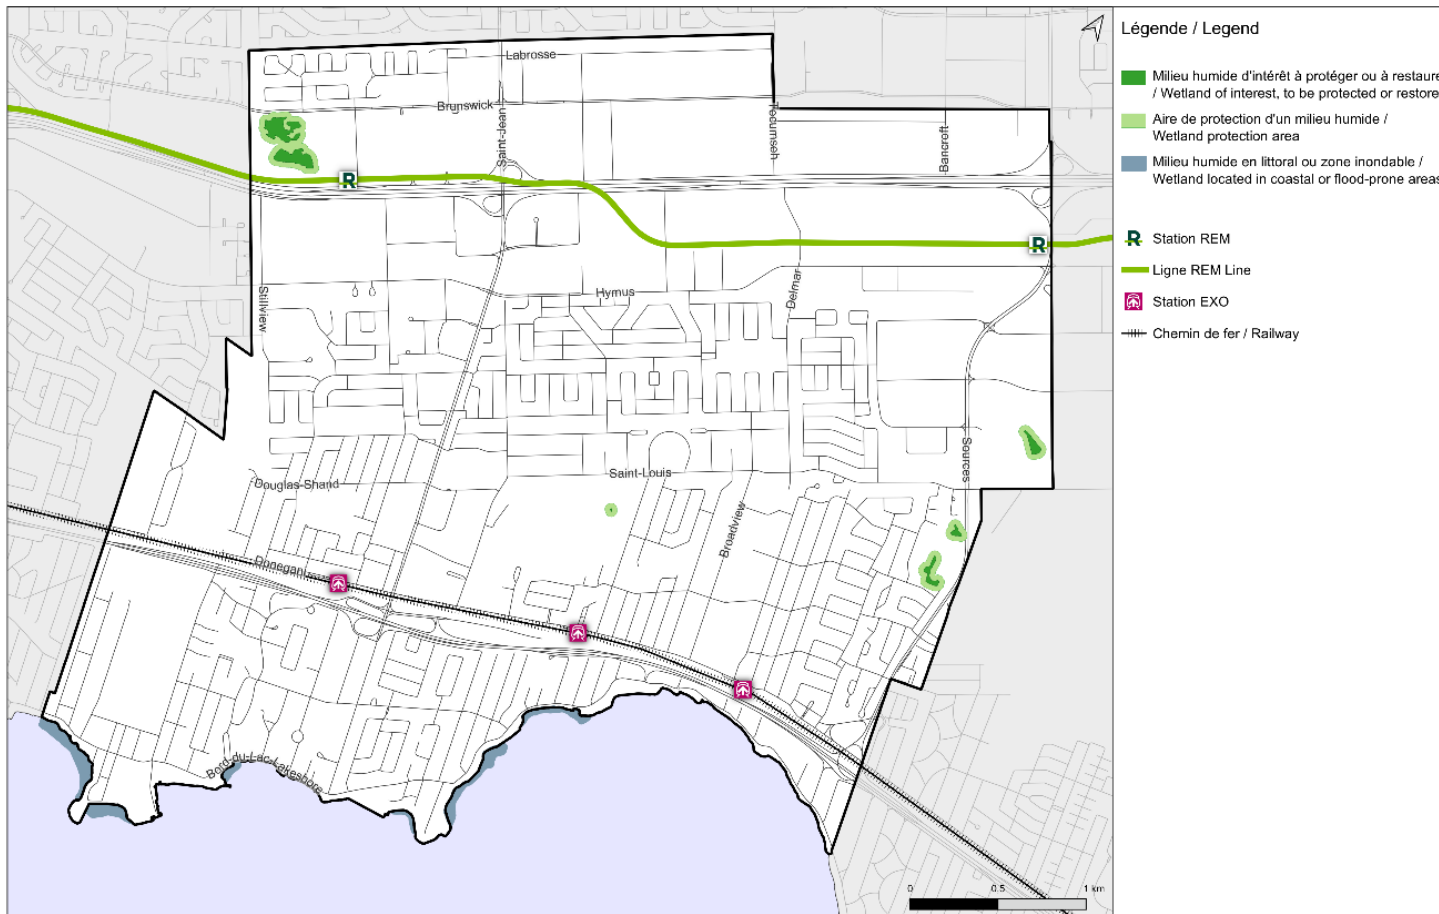 Légende / Legend
Milieu humide d'intérêt à protéger ou à restaure
/ Wetland of interest, to be protected or restore
Aire de protection d'un milieu humide /
Wetland protection area
Milieu humide en littoral ou zone inondable /
Wetland located in coastal or flood-prone areas
R
Station REM
Ligne REM Line
Station EXO
Chemin de fer / Railway
Labrosse
Brunswick
Saint-Jean
Tecumseh
Bancroft
R
R
Stillview
Hymus
Delmar
Sources
Saint-Louis
Douglas-Shand
Broadview
Donegani
Bord-du-Lac-Lakeshore
0
0.5
1 km